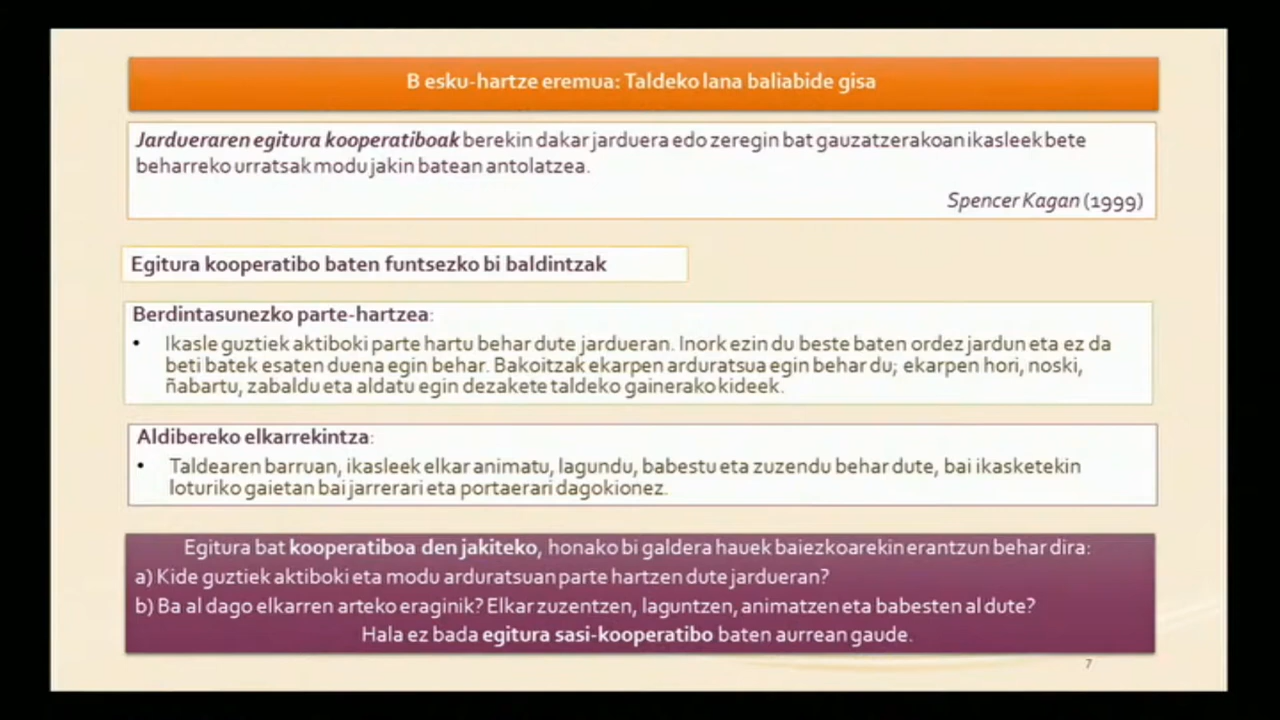 B esku-hartze eremua: Taldeko lana baliabide gisa
Jardueraren egitura kooperatiboak berekin dakar jarduera edo zeregin bat gauzatzerakoan ikasleek bete
beharreko urratsak modu jakin batean antolatzea.
Spencer Kagan (1999)
Egitura kooperatibo baten funtsezko bi baldintzak
Berdintasunezko parte-hartzea:
• Ikasle guztiek aktiboki parte hartu behar dute jardueran. Inork ezin du beste baten ordez jardun eta ez da
beti batek esaten duena egin behar. Bakoitzak ekarpen arduratsua egin behar du; ekarpen hori, noski,
ñabartu, zabaldu eta aldatu egin dezakete taldeko gainerako kideek.
Aldibereko elkarrekintza:
• Taldearen barruan, ikasleek elkar animatu, lagundu, babestu eta zuzendu behar dute, bai ikasketekin
loturiko gaietan bai jarrerari eta portaerari dagokionez.
Egitura bat kooperatiboa den jakiteko, honako bi galdera hauek baiezkoarekin erantzun behar dira:
a) Kide guztiek aktiboki eta modu arduratsuan parte hartzen dute jardueran?
b) Ba al dago elkarren arteko eraginik? Elkar zuzentzen, laguntzen, animatzen eta babesten al dute?
Hala ez bada egitura sasi-kooperatibo baten aurrean gaude.
7